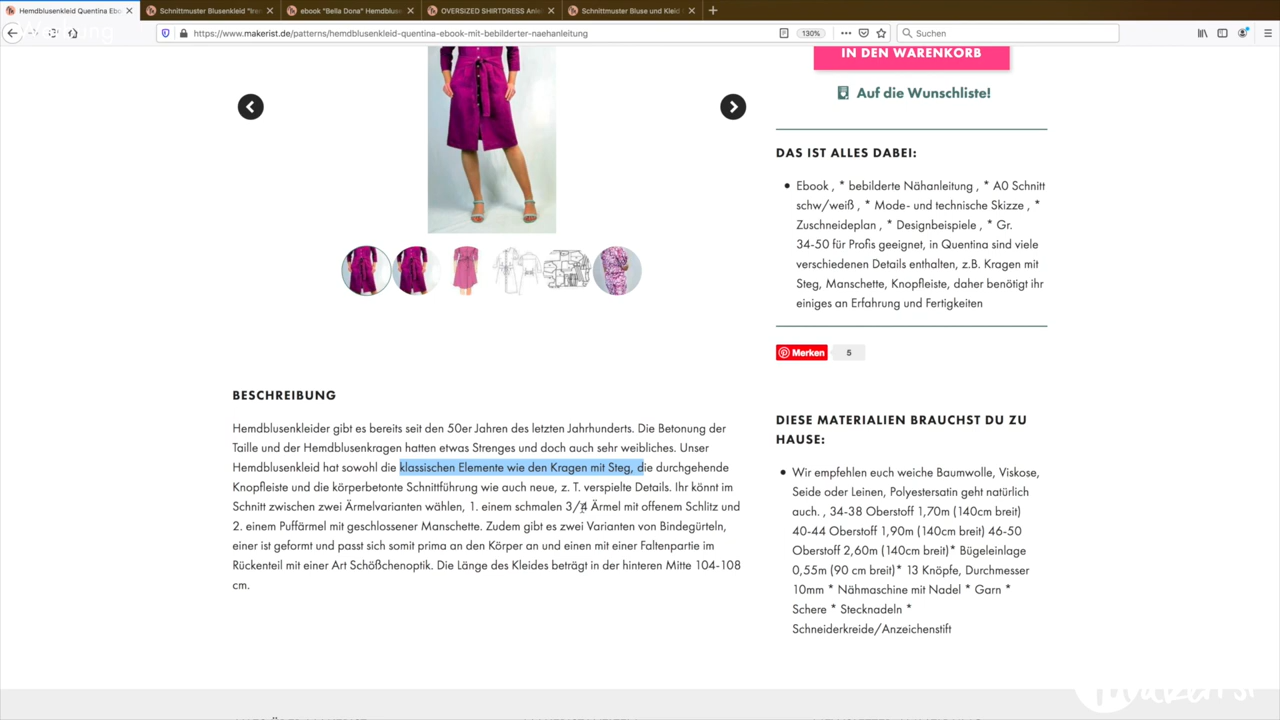 Hemdblusenkleid Quentina Ebo
Schnittmuster Blusenkleid "Ire
ebook "Bella Dona" Hemdbluse
OVERSIZED SHIRTDRESS Anle
Schnittmuster Bluse und Kleid
Werbung
https://www.makerist.de/patterns/hemdblusenkleid-quentina-ebook-mit-bebilderter-naehanleitung
130%
Suchen
IN DEN WARENKORB
Auf die Wunschliste!
DAS IST ALLES DABEI:
Ebook , * bebilderte Nähanleitung , * A0 Schnitt
schw/weiß , * Mode- und technische Skizze , *
Zuschneideplan , * Designbeispiele , * Gr.
34-50 für Profis geeignet, in Quentina sind viele
verschiedenen Details enthalten, z.B. Kragen mit
Steg, Manschette, Knopfleiste, daher benötigt ihr
einiges an Erfahrung und Fertigkeiten
Merken
5
BESCHREIBUNG
Hemdblusenkleider gibt es bereits seit den 50er Jahren des letzten Jahrhunderts. Die Betonung der
Taille und der Hemdblusenkragen hatten etwas Strenges und doch auch sehr weibliches. Unser
Hemdblusenkleid hat sowohl die klassischen Elemente wie den Kragen mit Steg, die durchgehende
Knopfleiste und die körperbetonte Schnittführung wie auch neue, z. T. verspielte Details. Ihr könnt im
Schnitt zwischen zwei Ärmelvarianten wählen, 1. einem schmalen 3/4 Ärmel mit offenem Schlitz und
2. einem Puffärmel mit geschlossener Manschette. Zudem gibt es zwei Varianten von Bindegürteln,
einer ist geformt und passt sich somit prima an den Körper an und einen mit einer Faltenpartie im
Rückenteil mit einer Art Schößchenoptik. Die Länge des Kleides beträgt in der hinteren Mitte 104-108
cm.
DIESE MATERIALIEN BRAUCHST DU ZU
HAUSE:
Wir empfehlen euch weiche Baumwolle, Viskose,
Seide oder Leinen, Polyestersatin geht natürlich
auch. , 34-38 Oberstoff 1,70m (140cm breit)
40-44 Oberstoff 1,90m (140cm breit) 46-50
Oberstoff 2,60m (140cm breit)* Bügeleinlage
0,55m (90 cm breit)* 13 Knöpfe, Durchmesser
10mm * Nähmaschine mit Nadel * Garn *
Schere * Stecknadeln *
Schneiderkreide/Anzeichenstift
makerist